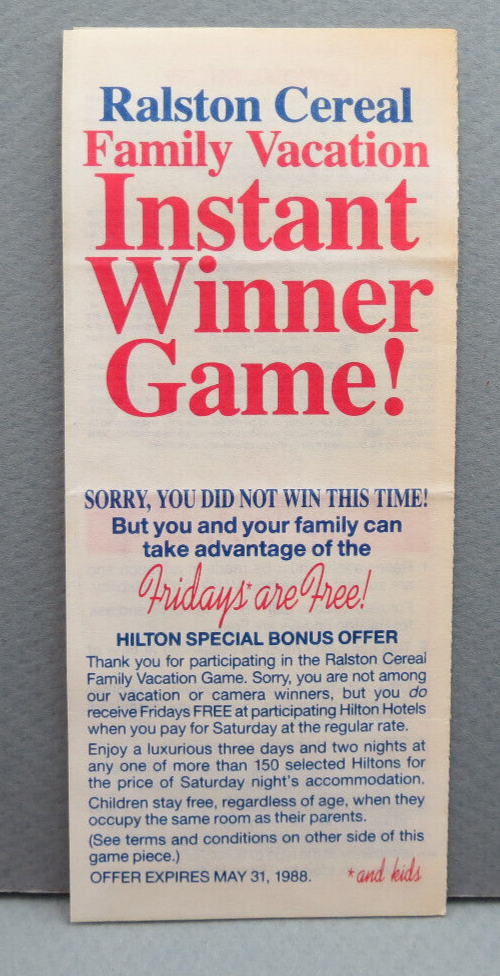 Ralston Cereal
Family Vacation
Instant
Winner
Game!
SORRY, YOU DID NOT WIN THIS TIME!
But you and your family can
take advantage of the
Fridays* are Free!
HILTON SPECIAL BONUS OFFER
Thank you for participating in the Ralston Cereal
Family Vacation Game. Sorry, you are not among
our vacation or camera winners, but you do
receive Fridays FREE at participating Hilton Hotels
when you pay for Saturday at the regular rate.
Enjoy a luxurious three days and two nights at
any one of more than 150 selected Hiltons for
the price of Saturday night's accommodation.
Children stay free, regardless of age, when they
occupy the same room as their parents.
(See terms and conditions on other side of this
game piece.)
OFFER EXPIRES MAY 31, 1988. *and kids